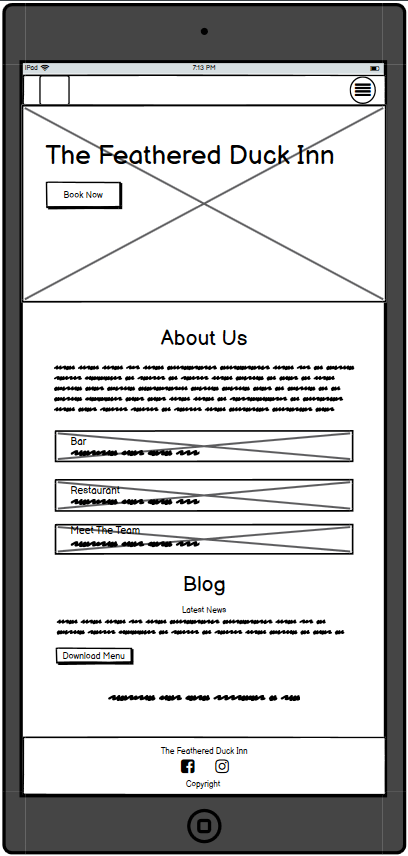 iPad
7:13 PM
The Feathered Duck Inn
Book Now
About Us
Bar
Restaurant
Meet The Team
Blog
Latest News
Download Menu
The Feathered Duck Inn
Copyright